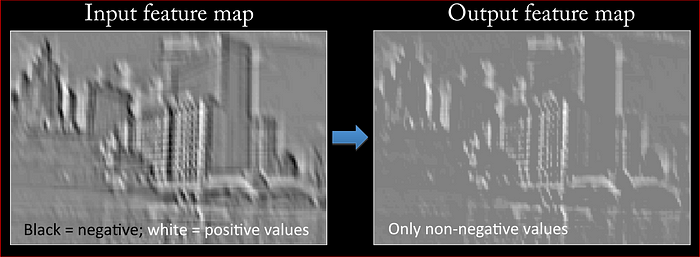 Input feature map
Output feature map
Black = negative; white = positive values
Only non-negative values